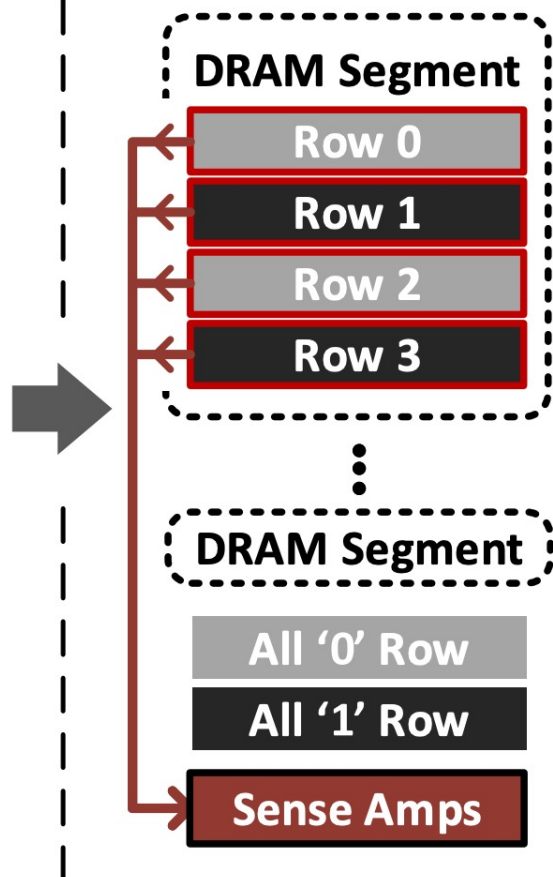 DRAM Segment
Row 0
Row 1
Row 2
Row 3
DRAM Segment
All ‘0’ Row
All ‘1’ Row
Sense Amps